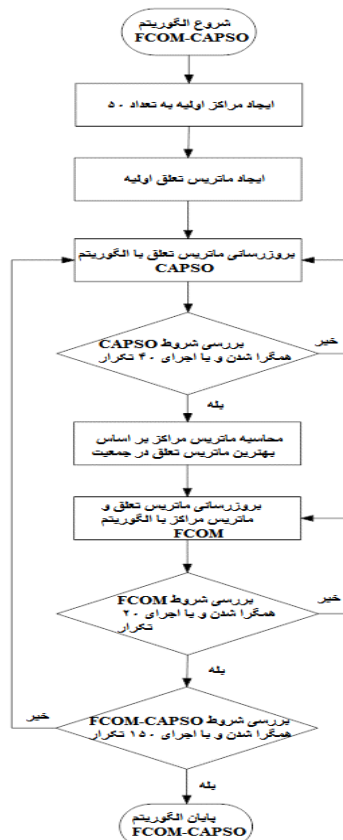 شروع الگوریتم
FCOM-CAPSO
ایجاد مراکز اولیه به تعداد ۵۰
ایجاد ماتریس تعلق اولیه
بروزرسانی ماتریس تعلق با الگوریتم
CAPSO
بررسی شروط CAPSO
همگرا شدن و یا اجرای ۴۰ تکرار
خیر
بله
محاسبه ماتریس مراکز بر اساس
بهترین ماتریس تعلق در جمعیت
بروزرسانی ماتریس تعلق و
ماتریس مراکز با الگوریتم
FCOM
بررسی شروط FCOM
همگرا شدن و یا اجرای ۲۰
تکرار
خیر
بله
بررسی شروط FCOM-CAPSO
همگرا شدن و یا اجرای ۱۵۰ تکرار
خیر
بله
پایان الگوریتم
FCOM-CAPSO